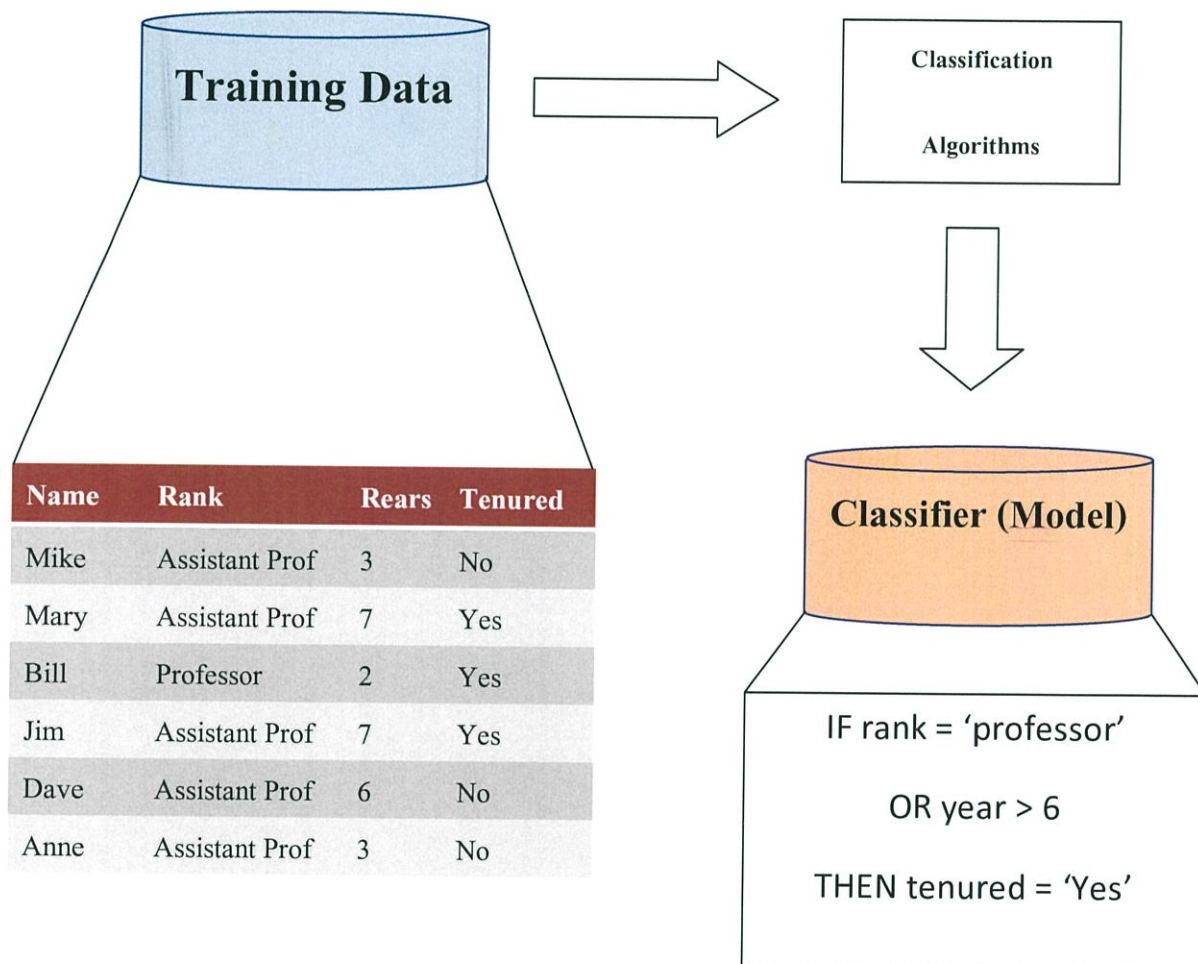 Training Data
Classification
Algorithms
Name Rank Rears Tenured
Mike Assistant Prof 3 No
Mary Assistant Prof 7 Yes
Bill Professor 2 Yes
Jim Assistant Prof 7 Yes
Dave Assistant Prof 6 No
Anne Assistant Prof 3 No
Classifier (Model)
IF rank = ‘professor’
OR year > 6
THEN tenured = ‘Yes’